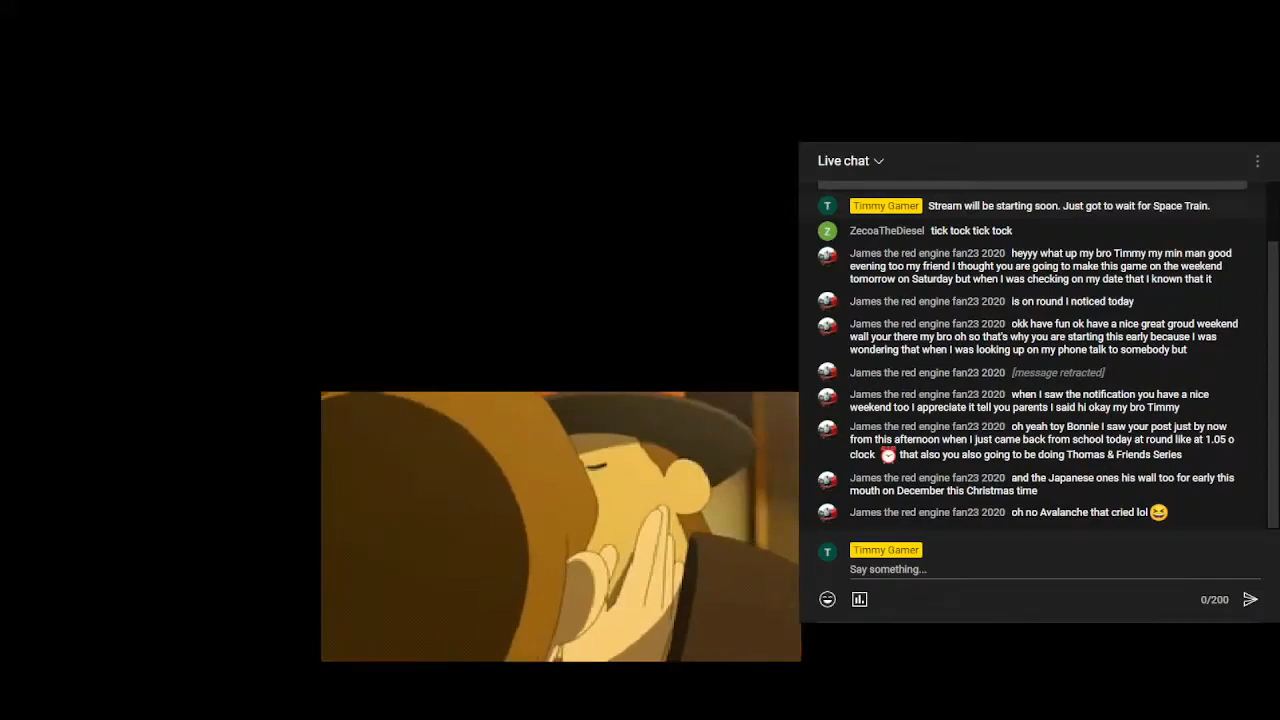 Live chat
T Timmy Gamer Stream will be starting soon. Just got to wait for Space Train.
Z ZecoaTheDiesel tick tock tick tock
James the red engine fan23 2020 heyyy what up my bro Timmy my min man good
evening too my friend I thought you are going to make this game on the weekend
tomorrow on Saturday but when I was checking on my date that I known that it
James the red engine fan23 2020 is on round I noticed today
James the red engine fan23 2020 okk have fun ok have a nice great groud weekend
wall your there my bro oh so that's why you are starting this early because I was
wondering that when I was looking up on my phone talk to somebody but
James the red engine fan23 2020 [message retracted]
James the red engine fan23 2020 when I saw the notification you have a nice
weekend too I appreciate it tell you parents I said hi okay my bro Timmy
James the red engine fan23 2020 oh yeah toy Bonnie I saw your post just by now
from this afternoon when I just came back from school today at round like at 1.05 o
clock ⏰ that also you also going to be doing Thomas & Friends Series
James the red engine fan23 2020 and the Japanese ones his wall too for early this
mouth on December this Christmas time
James the red engine fan23 2020 oh no Avalanche that cried lol 😆
T Timmy Gamer
Say something...
0/200